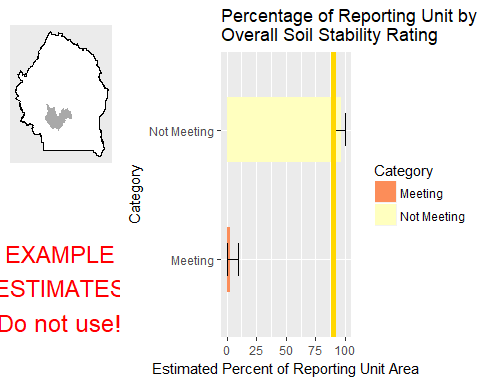 Percentage of Reporting Unit by
Overall Soil Stability Rating
Not Meeting
Meeting
Category
0 25 50 75 100
Estimated Percent of Reporting Unit Area
Category
Meeting
Not Meeting
EXAMPLE
ESTIMATES
Do not use!